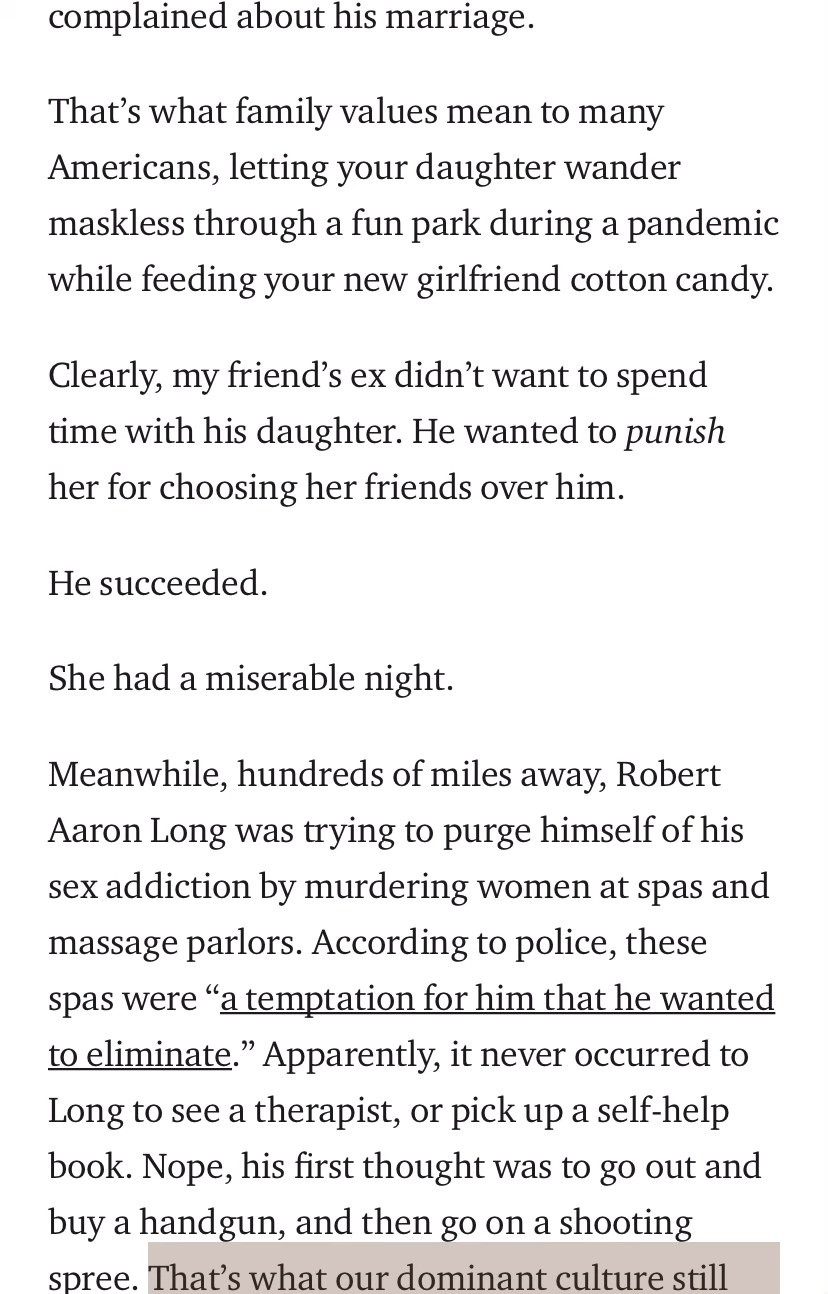 complained about his marriage.
That’s what family values mean to many
Americans, letting your daughter wander
maskless through a fun park during a pandemic
while feeding your new girlfriend cotton candy.
Clearly, my friend’s ex didn’t want to spend
time with his daughter. He wanted to punish
her for choosing her friends over him.
He succeeded.
She had a miserable night.
Meanwhile, hundreds of miles away, Robert
Aaron Long was trying to purge himself of his
sex addiction by murdering women at spas and
massage parlors. According to police, these
spas were “a temptation for him that he wanted
to eliminate.” Apparently, it never occurred to
Long to see a therapist, or pick up a self-help
book. Nope, his first thought was to go out and
buy a handgun, and then go on a shooting
spree. That’s what our dominant culture still